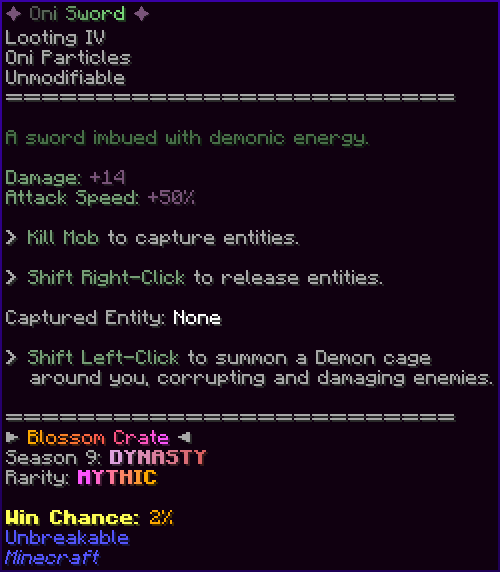 ✦ Oni Sword ✦
Looting IV
Oni Particles
Unmodifiable
============================
A sword imbued with demonic energy.
Damage: +14
Attack Speed: +50%
> Kill Mob to capture entities.
> Shift Right-Click to release entities.
Captured Entity: None
> Shift Left-Click to summon a Demon cage
around you, corrupting and damaging enemies.
============================
► Blossom Crate ◄
Season 9: DYNASTY
Rarity: MYTHIC
Win Chance: 2%
Unbreakable
Minecraft